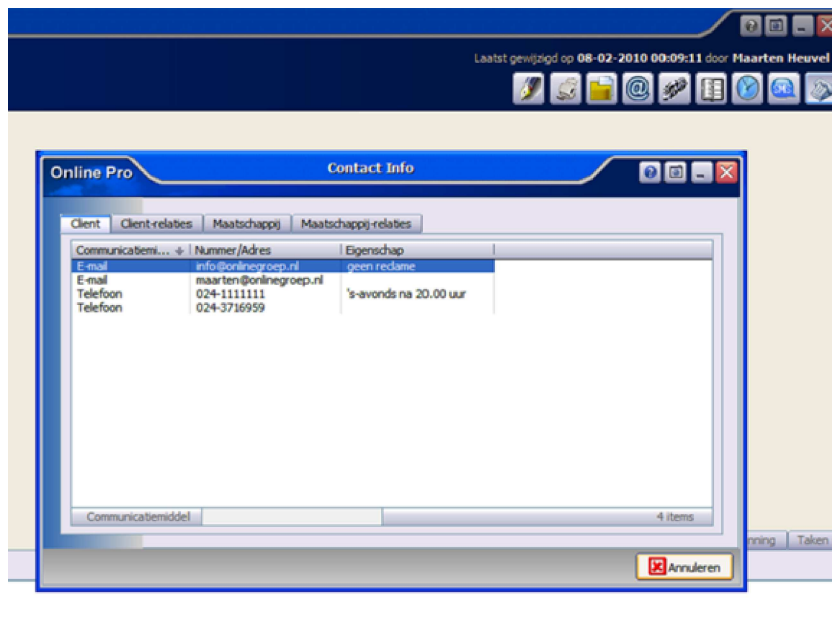 Laatst gewijzigd op 08-02-2010 00:09:11 door Maarten Heuvel
Online Pro
Contact Info
Client Client-relaties Maatschappij Maatschappij-relaties
Communicatiemi... Nummer/Adres Eigenschap
E-mail info@onlinegroep.nl geen reclame
E-mail maarten@onlinegroep.nl
Telefoon 024-1111111 's-avonds na 20.00 uur
Telefoon 024-3716959
Communicatiemiddel 4 items
nning Taken
Annuleren